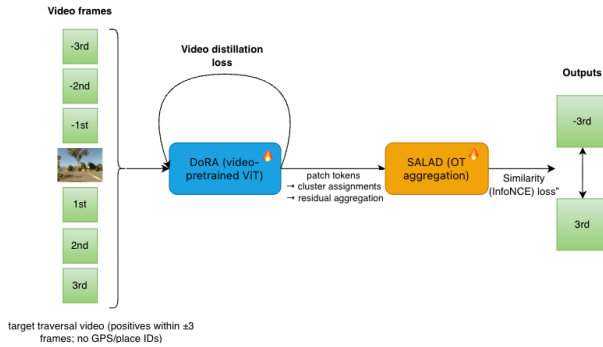 Video frames
-3rd
-2nd
-1st
1st
2nd
3rd
target traversal video (positives within ±3
frames; no GPS/place IDs)
Video distillation
loss
DoRA (video-
pretrained ViT)
patch tokens
→ cluster assignments
→ residual aggregation
SALAD (OT
aggregation)
Similarity
(InfoNCE) loss"
Outputs
-3rd
3rd